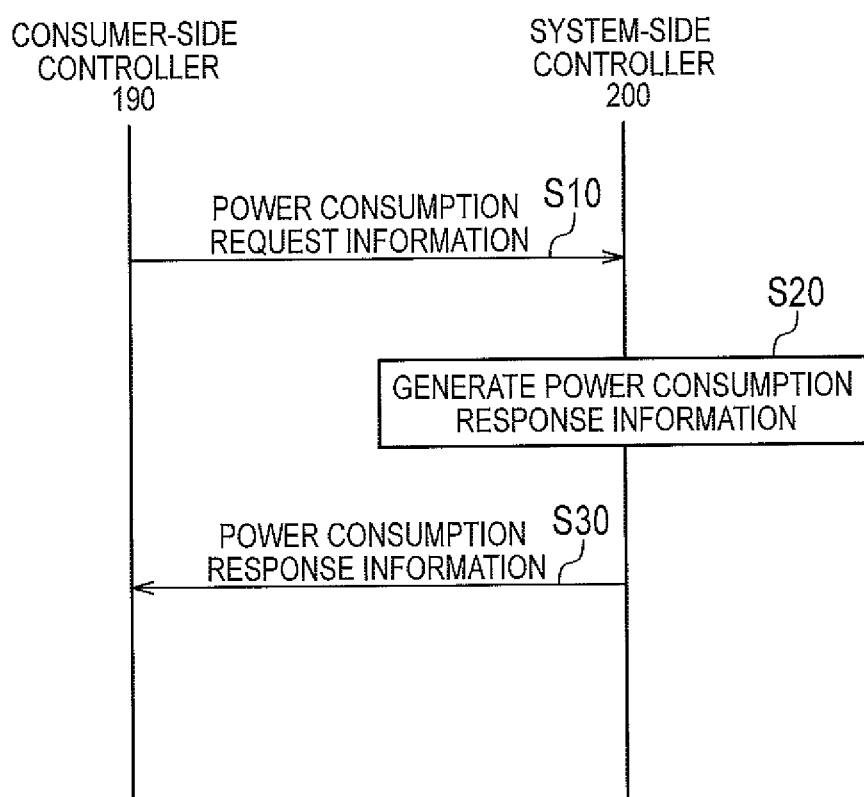 CONSUMER-SIDE
CONTROLLER
190
SYSTEM-SIDE
CONTROLLER
200
POWER CONSUMPTION
REQUEST INFORMATION
S10
S20
GENERATE POWER CONSUMPTION
RESPONSE INFORMATION
POWER CONSUMPTION
RESPONSE INFORMATION
S30